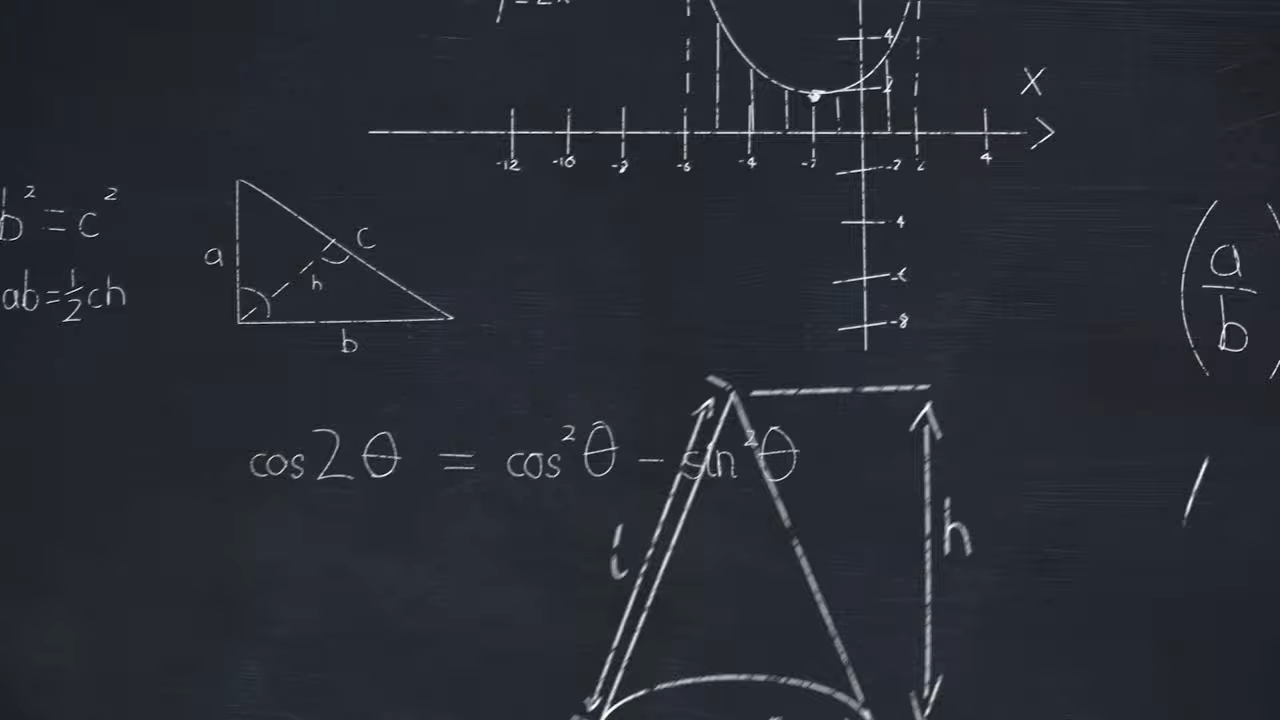 4
2
X
-12 -10 -8 -6 -4 -2 2 4
-2
4
-6
-8
b² = c²
ab = ½ch
a
c
h
b
a
b
cos 2θ = cos²θ − sin²θ
l
h